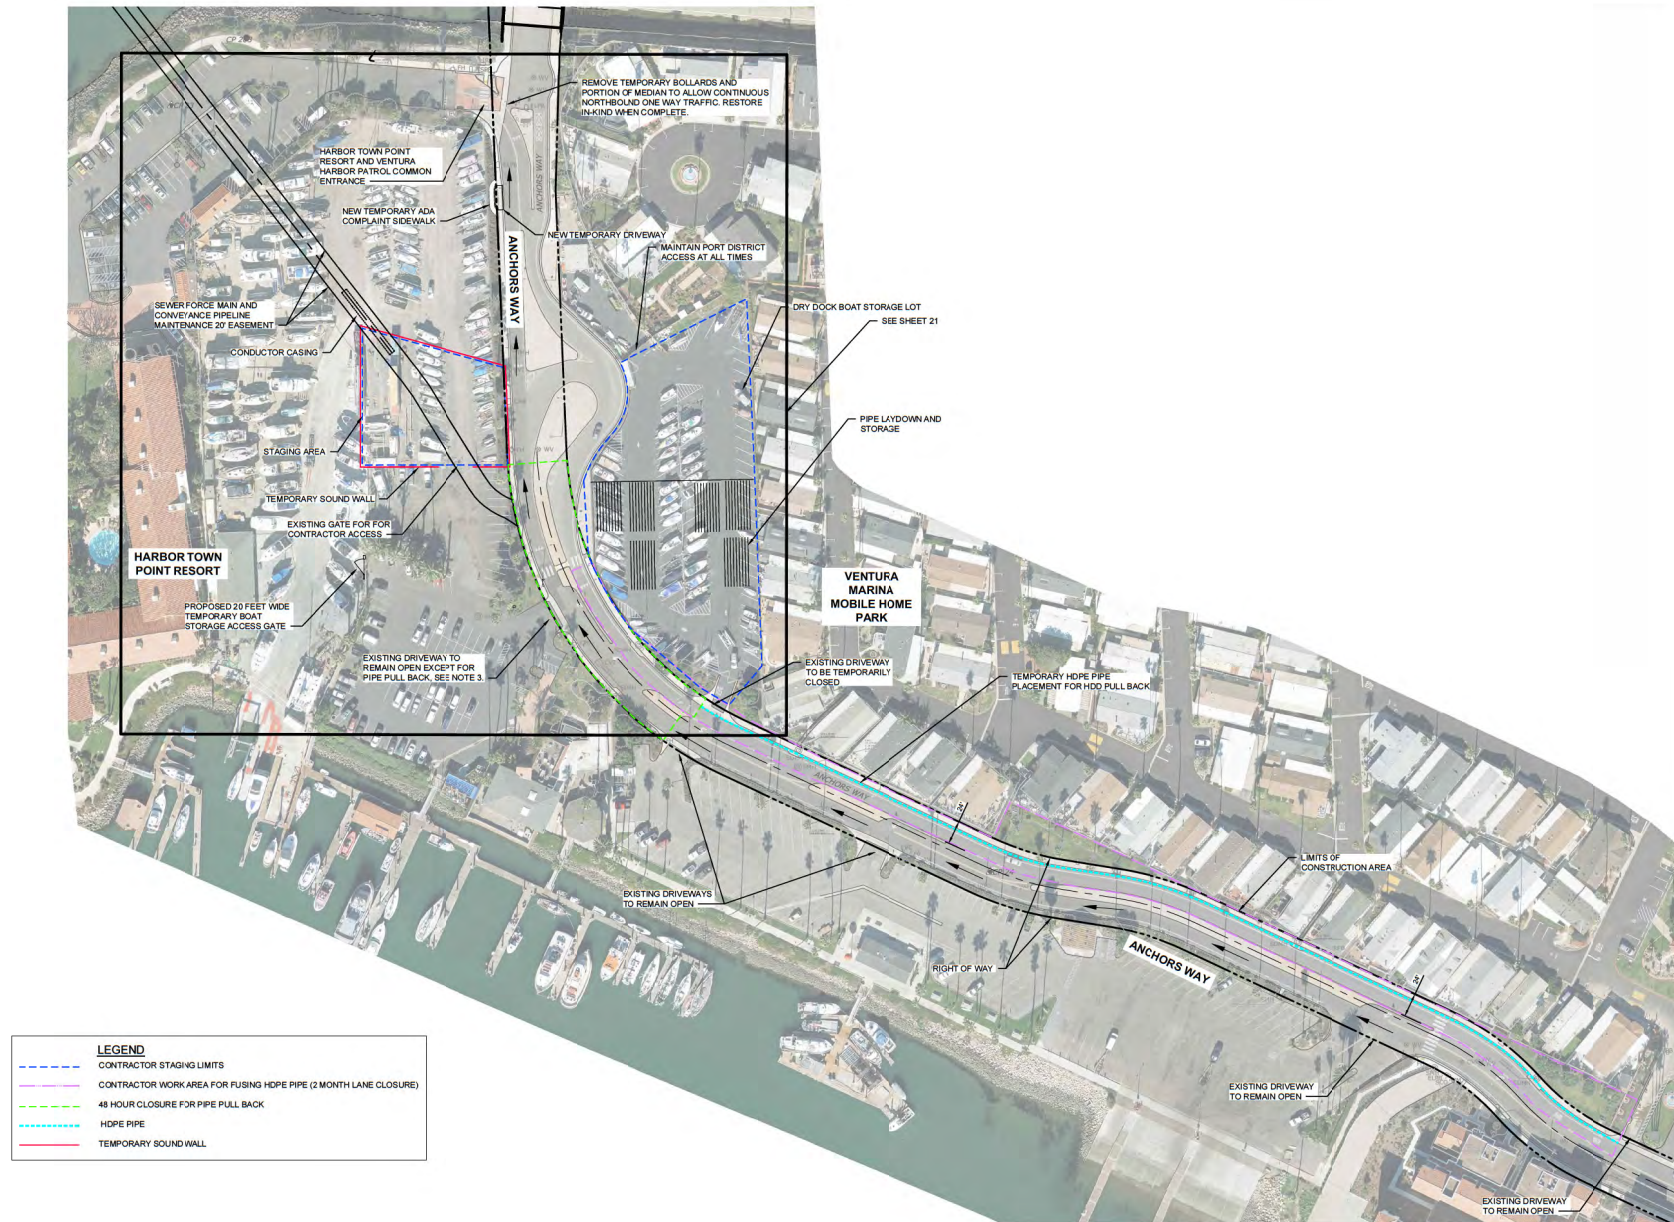 REMOVE TEMPORARY BOLLARDS AND
PORTION OF MEDIAN TO ALLOW CONTINUOUS
NORTHBOUND ONE WAY TRAFFIC. RESTORE
IN-KIND WHEN COMPLETE.
HARBOR TOWN POINT
RESORT AND VENTURA
HARBOR PATROL COMMON
ENTRANCE
ANCHORS WAY
NEW TEMPORARY ADA
COMPLAINT SIDEWALK
NEW TEMPORARY DRIVEWAY
ANCHORS WAY
MAINTAIN PORT DISTRICT
ACCESS AT ALL TIMES
SEWER FORCE MAIN AND
CONVEYANCE PIPELINE
MAINTENANCE 20' EASEMENT
DRY DOCK BOAT STORAGE LOT
SEE SHEET 21
CONDUCTOR CASING
PIPE LAYDOWN AND
STORAGE
STAGING AREA
WV
TEMPORARY SOUND WALL
EXISTING GATE FOR FOR
CONTRACTOR ACCESS
HARBOR TOWN
POINT RESORT
VENTURA
MARINA
MOBILE HOME
PARK
PROPOSED 20 FEET WIDE
TEMPORARY BOAT
STORAGE ACCESS GATE
EXISTING DRIVEWAY TO
REMAIN OPEN EXCEPT FOR
PIPE PULL BACK, SEE NOTE 3.
EXISTING DRIVEWAY
TO BE TEMPORARILY
CLOSED
TEMPORARY HDPE PIPE
PLACEMENT FOR HDD PULL BACK
ANCHORS WAY
24'
LIMITS OF
CONSTRUCTION AREA
EXISTING DRIVEWAYS
TO REMAIN OPEN
RIGHT OF WAY
ANCHORS WAY
24'
EXISTING DRIVEWAY
TO REMAIN OPEN
EXISTING DRIVEWAY
TO REMAIN OPEN
LEGEND
CONTRACTOR STAGING LIMITS
CONTRACTOR WORK AREA FOR FUSING HDPE PIPE (2 MONTH LANE CLOSURE)
48 HOUR CLOSURE FOR PIPE PULL BACK
HDPE PIPE
TEMPORARY SOUND WALL